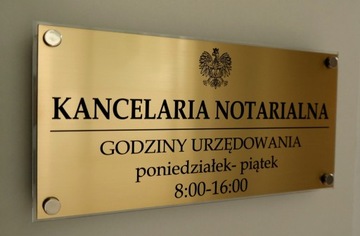 KANCELARIA NOTARIALNA
GODZINY URZĘDOWANIA
poniedziałek- piątek
8:00-16:00